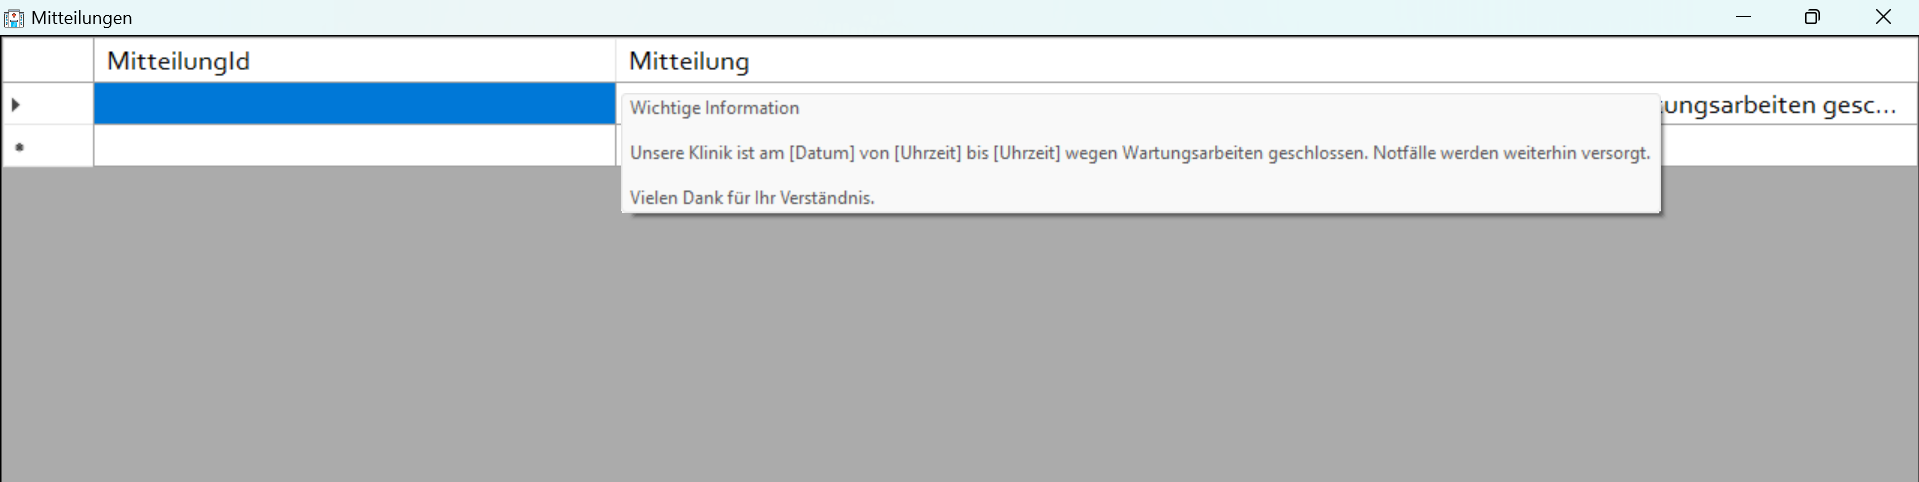 Mitteilungen
MitteilungId Mitteilung
ungsarbeiten gesc...
Wichtige Information
Unsere Klinik ist am [Datum] von [Uhrzeit] bis [Uhrzeit] wegen Wartungsarbeiten geschlossen. Notfälle werden weiterhin versorgt.
Vielen Dank für Ihr Verständnis.